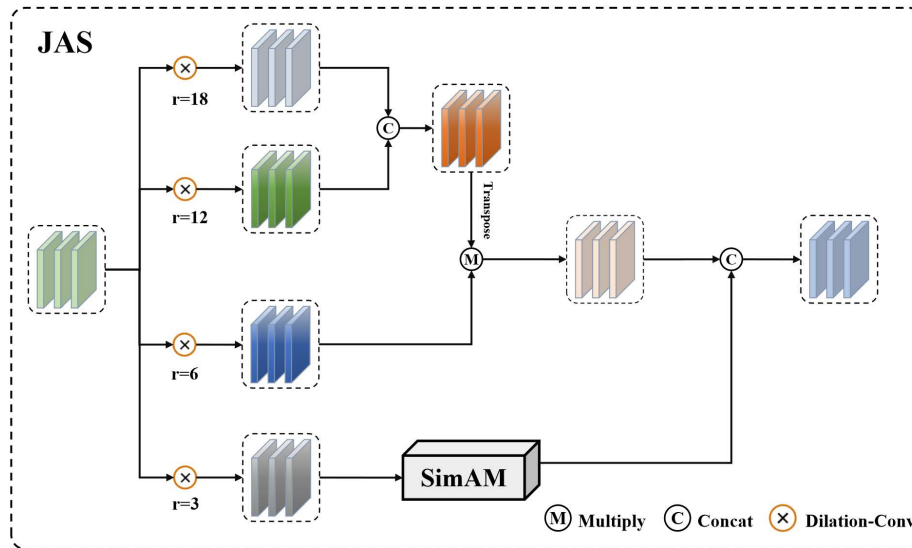 JAS
r=18
C
r=12
Transpose
M
C
r=6
SimAM
r=3
M Multiply C Concat Dilation-Conv